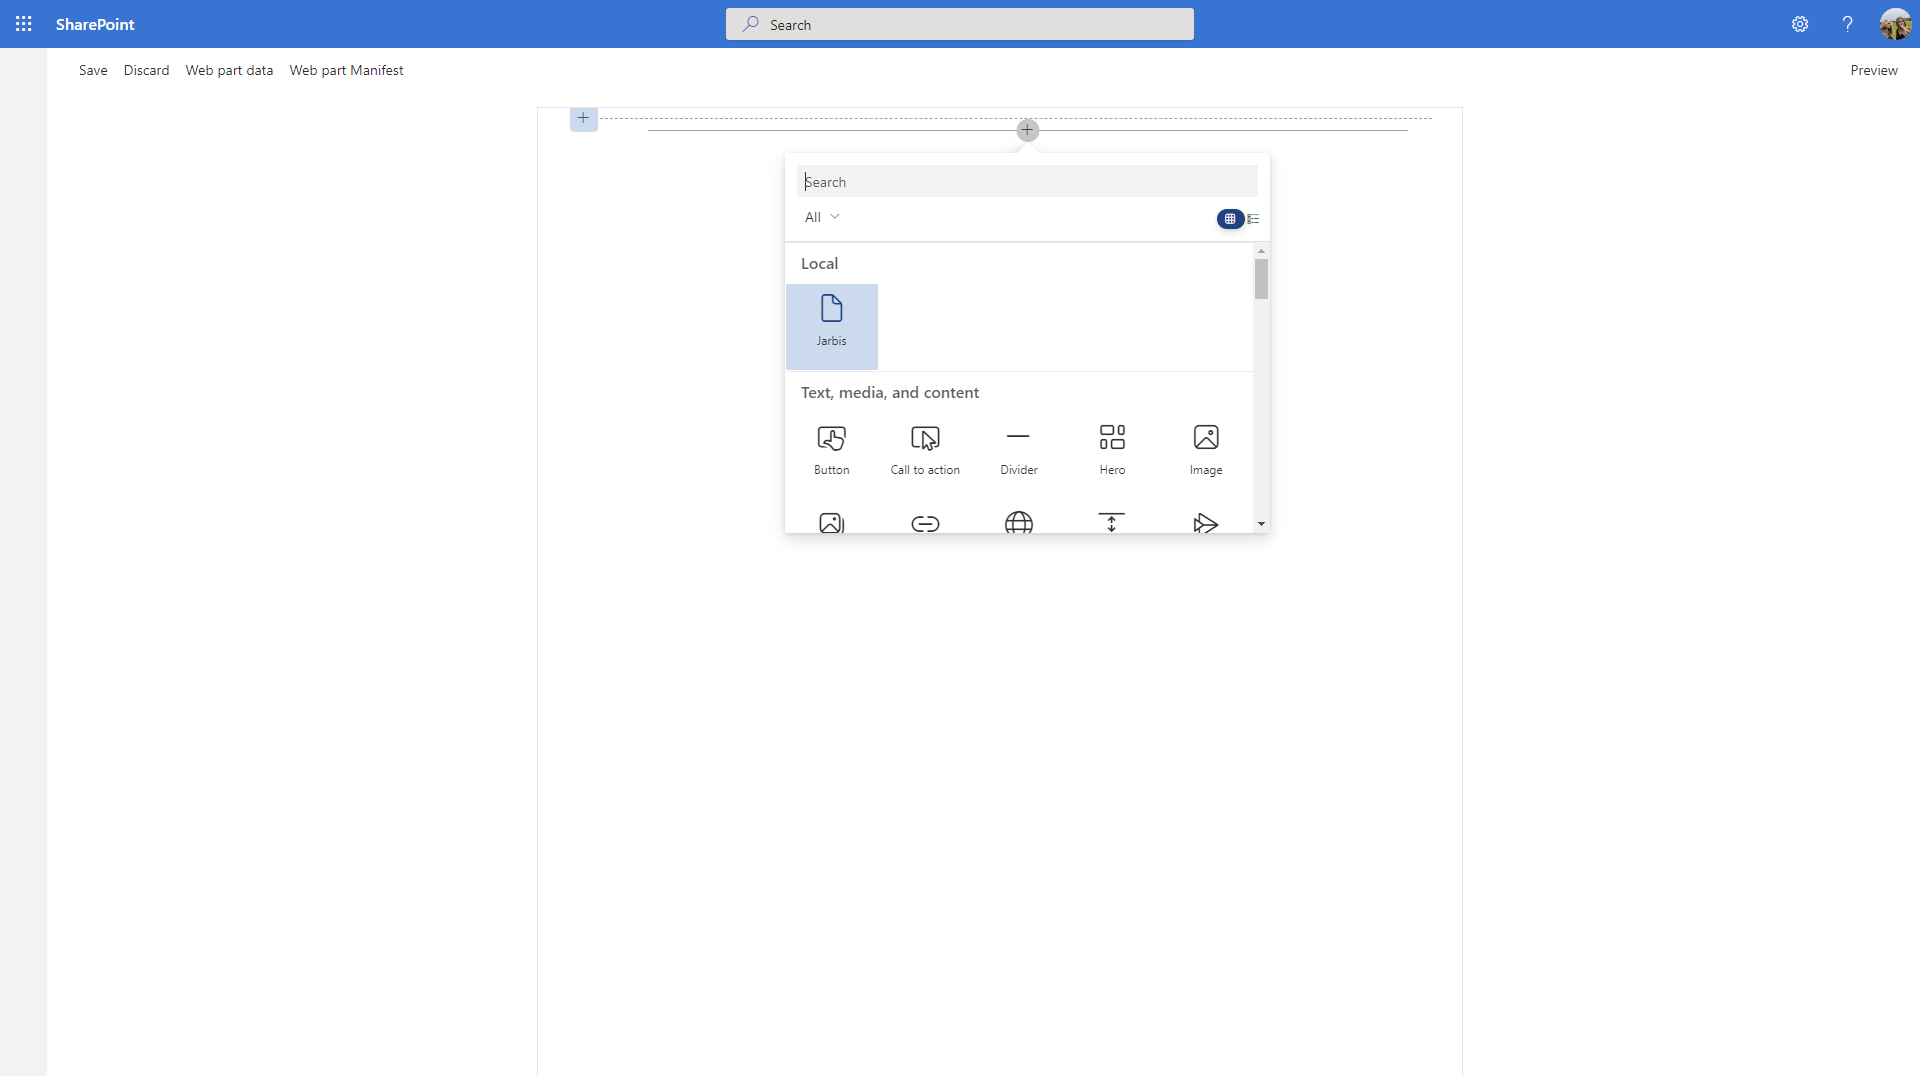 SharePoint
Search
Save Discard Web part data Web part Manifest
Preview
Search
All
Local
Jarbis
Text, media, and content
Button Call to action Divider Hero Image